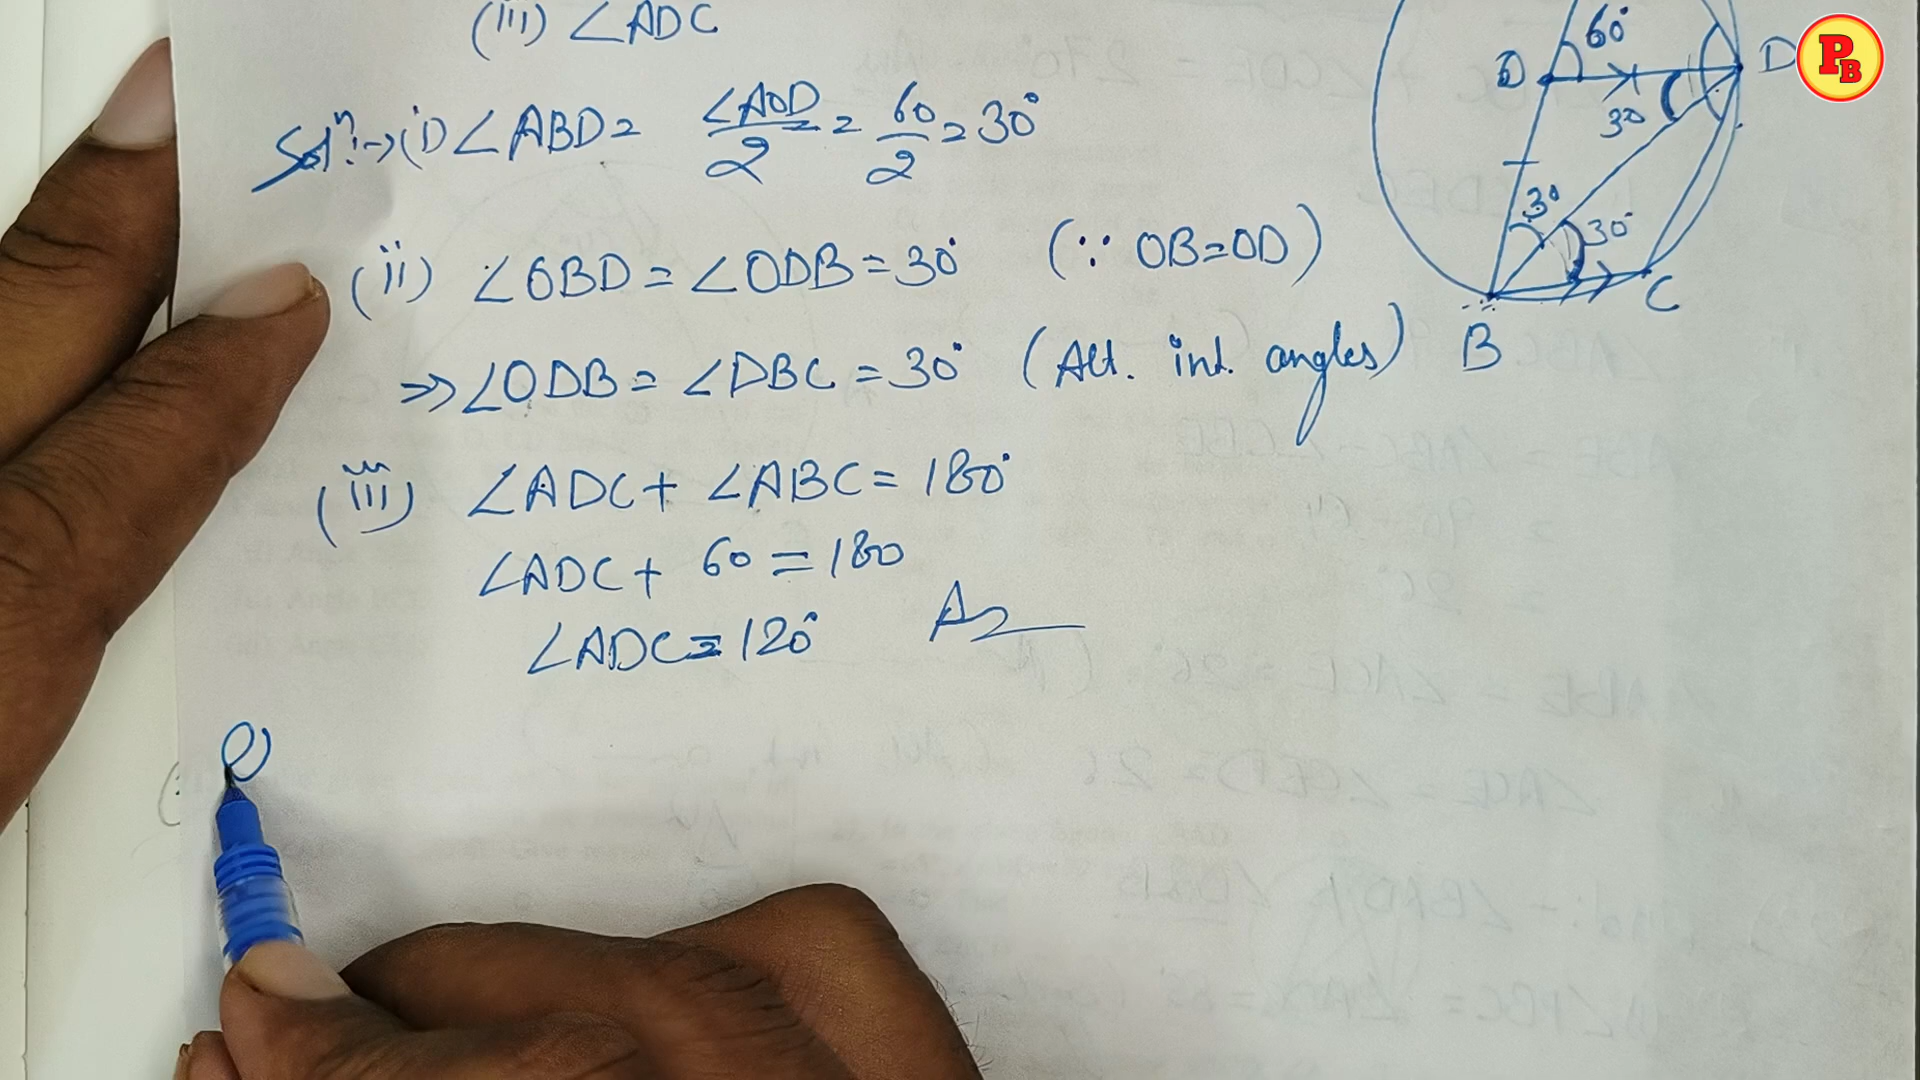 (iii) ∠ADC
Solⁿ:→(i) ∠ABD = ∠AOD/2 = 60/2 = 30°
(ii) ∠OBD = ∠ODB = 30° (∵ OB=OD)
⇒> ∠ODB = ∠DBC = 30° (Alt. int. angles)
(iii) ∠ADC + ∠ABC = 180°
∠ADC + 60 = 180
∠ADC = 120°
Q
60°
O
D
30
30
30°
C
B
PB